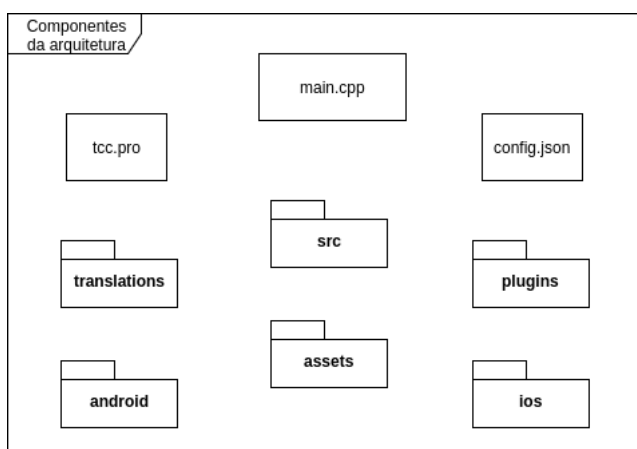 Componentes
da arquitetura
main.cpp
tcc.pro
config.json
src
translations
plugins
assets
android
ios